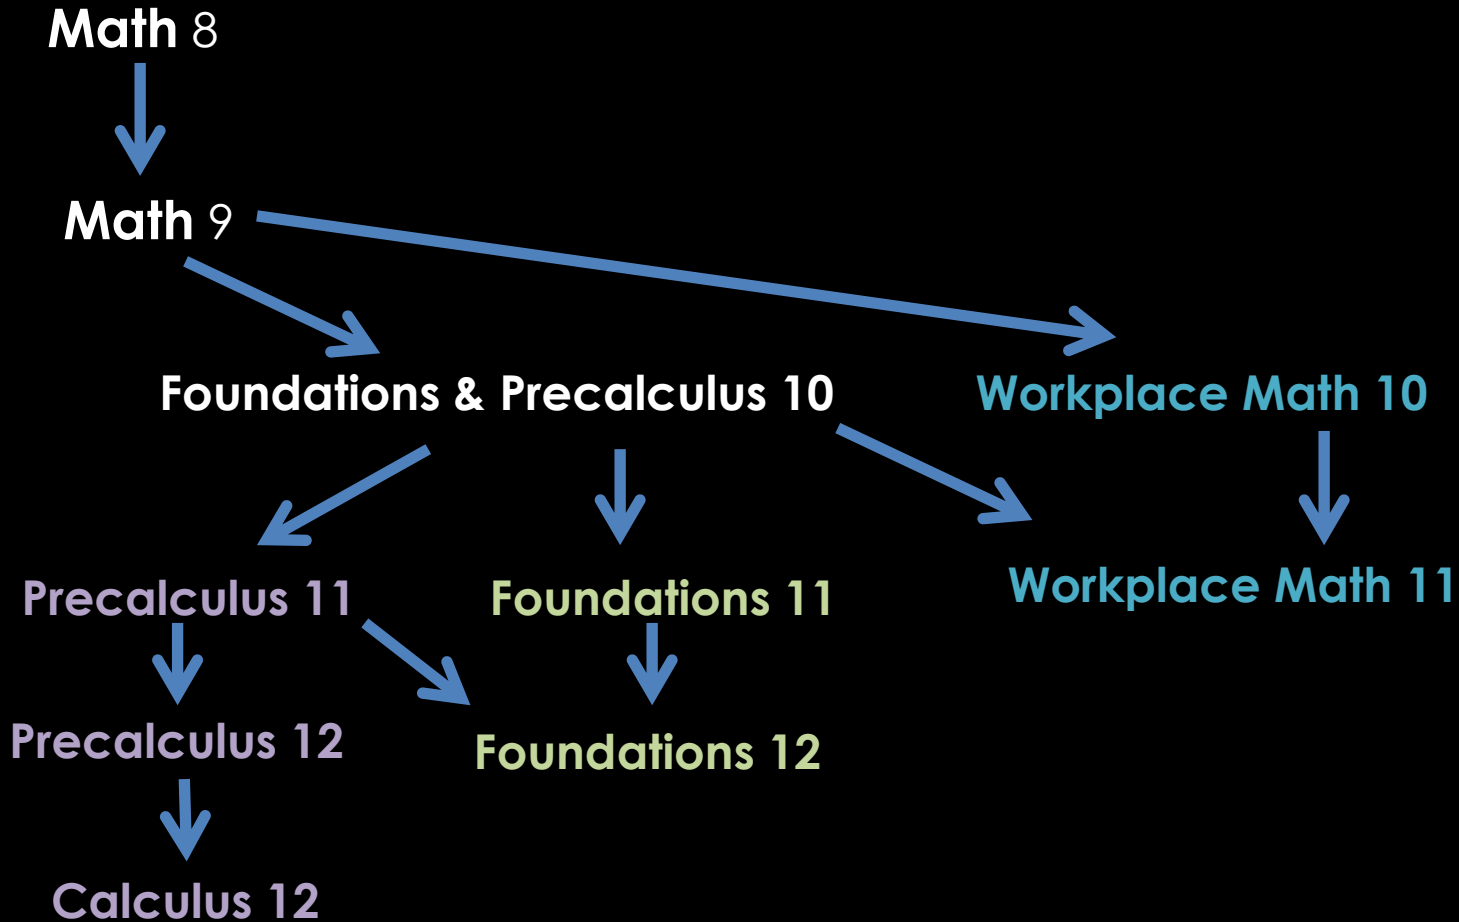 Math 8
Math 9
Foundations & Precalculus 10
Workplace Math 10
Precalculus 11
Foundations 11
Workplace Math 11
Precalculus 12
Foundations 12
Calculus 12